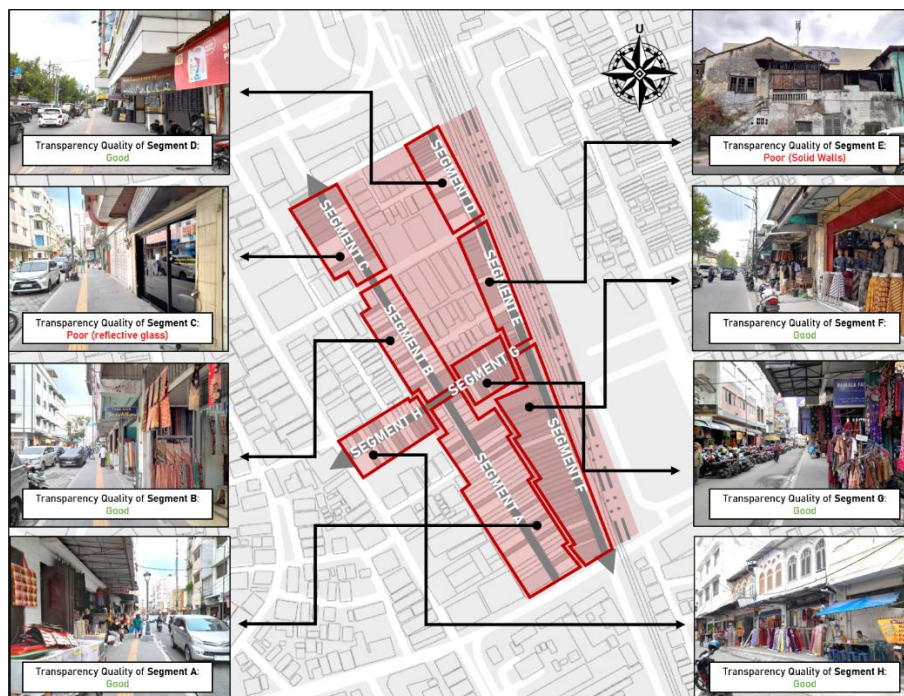 Transparency Quality of Segment D:
Good
Transparency Quality of Segment C:
Poor (reflective glass)
Transparency Quality of Segment B:
Good
Transparency Quality of Segment A:
Good
U
SEGMENT D
SEGMENT C
SEGMENT E
SEGMENT B
SEGMENT G
SEGMENT H
SEGMENT A
SEGMENT F
Transparency Quality of Segment E:
Poor (Solid Walls)
Transparency Quality of Segment F:
Good
Transparency Quality of Segment G:
Good
Transparency Quality of Segment H:
Good